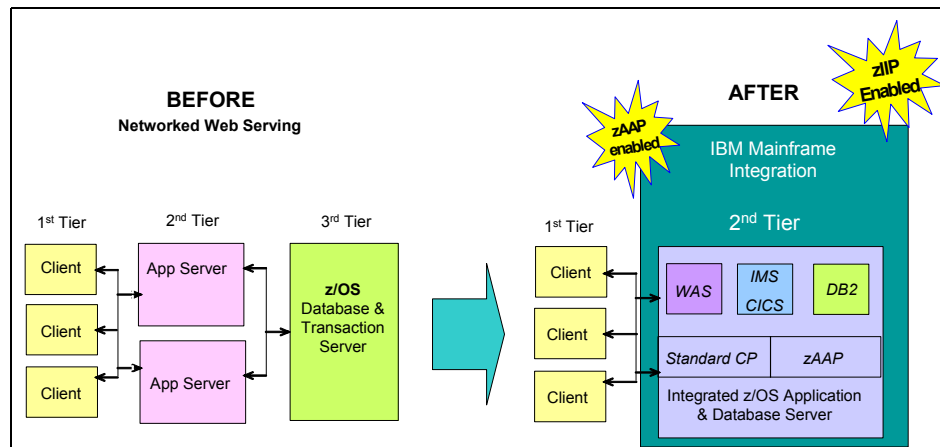 BEFORE
Networked Web Serving
1st Tier
2nd Tier
3rd Tier
Client
Client
Client
App Server
App Server
z/OS
Database &
Transaction
Server
AFTER
zAAP
enabled
zIIP
Enabled
IBM Mainframe
Integration
1st Tier
2nd Tier
Client
Client
Client
WAS
IMS
CICS
DB2
Standard CP
zAAP
Integrated z/OS Application
& Database Server